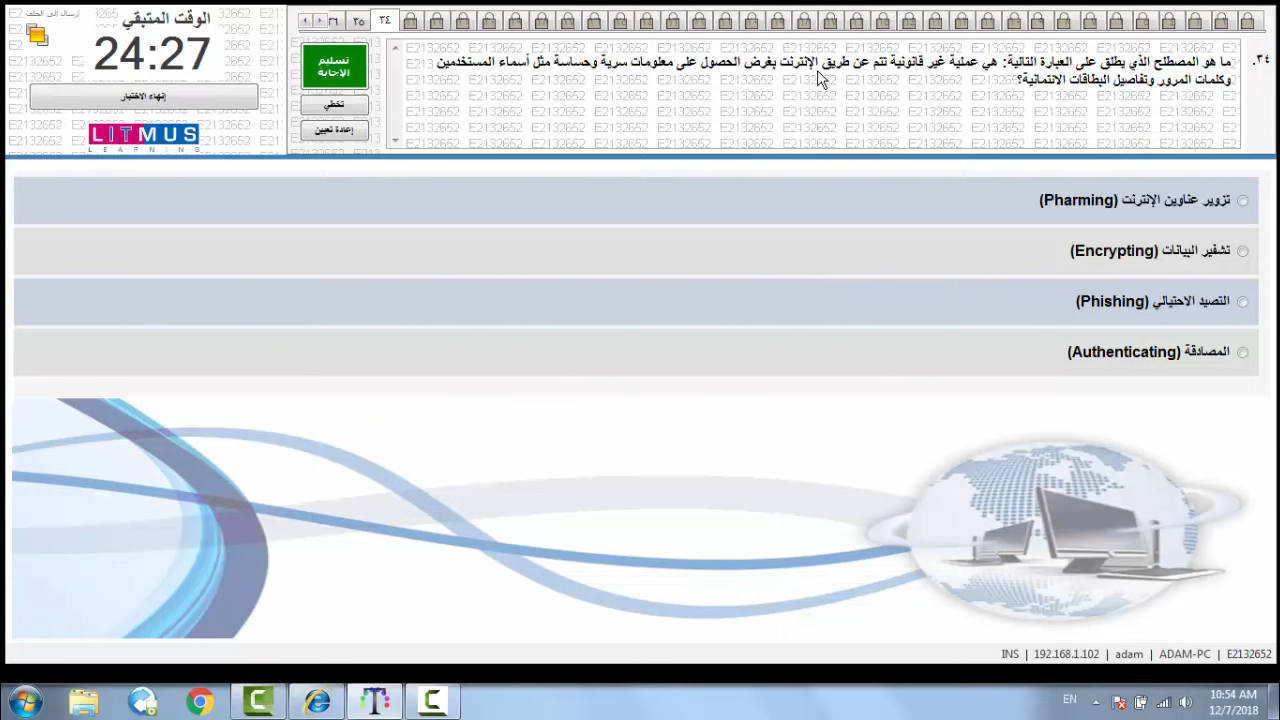 إرسال إلى الخلف
الوقت المتبقي
24:27
إنهاء الاختبار
LITMUS
LEARNING
٣٤
٣٥
٣٦
تسليم
الإجابة
تخطي
إعادة تعيين
٣٤.
ما هو المصطلح الذي يطلق على العبارة التالية: هي عملية غير قانونية تتم عن طريق الإنترنت بغرض الحصول على معلومات سرية وحساسة مثل أسماء المستخدمين
وكلمات المرور وتفاصيل البطاقات الائتمانية؟
تزوير عناوين الإنترنت (Pharming)
تشفير البيانات (Encrypting)
التصيد الاحتيالي (Phishing)
المصادقة (Authenticating)
INS | 192.168.1.102 | adam | ADAM-PC | E2132652
EN
10:54 AM
12/7/2018